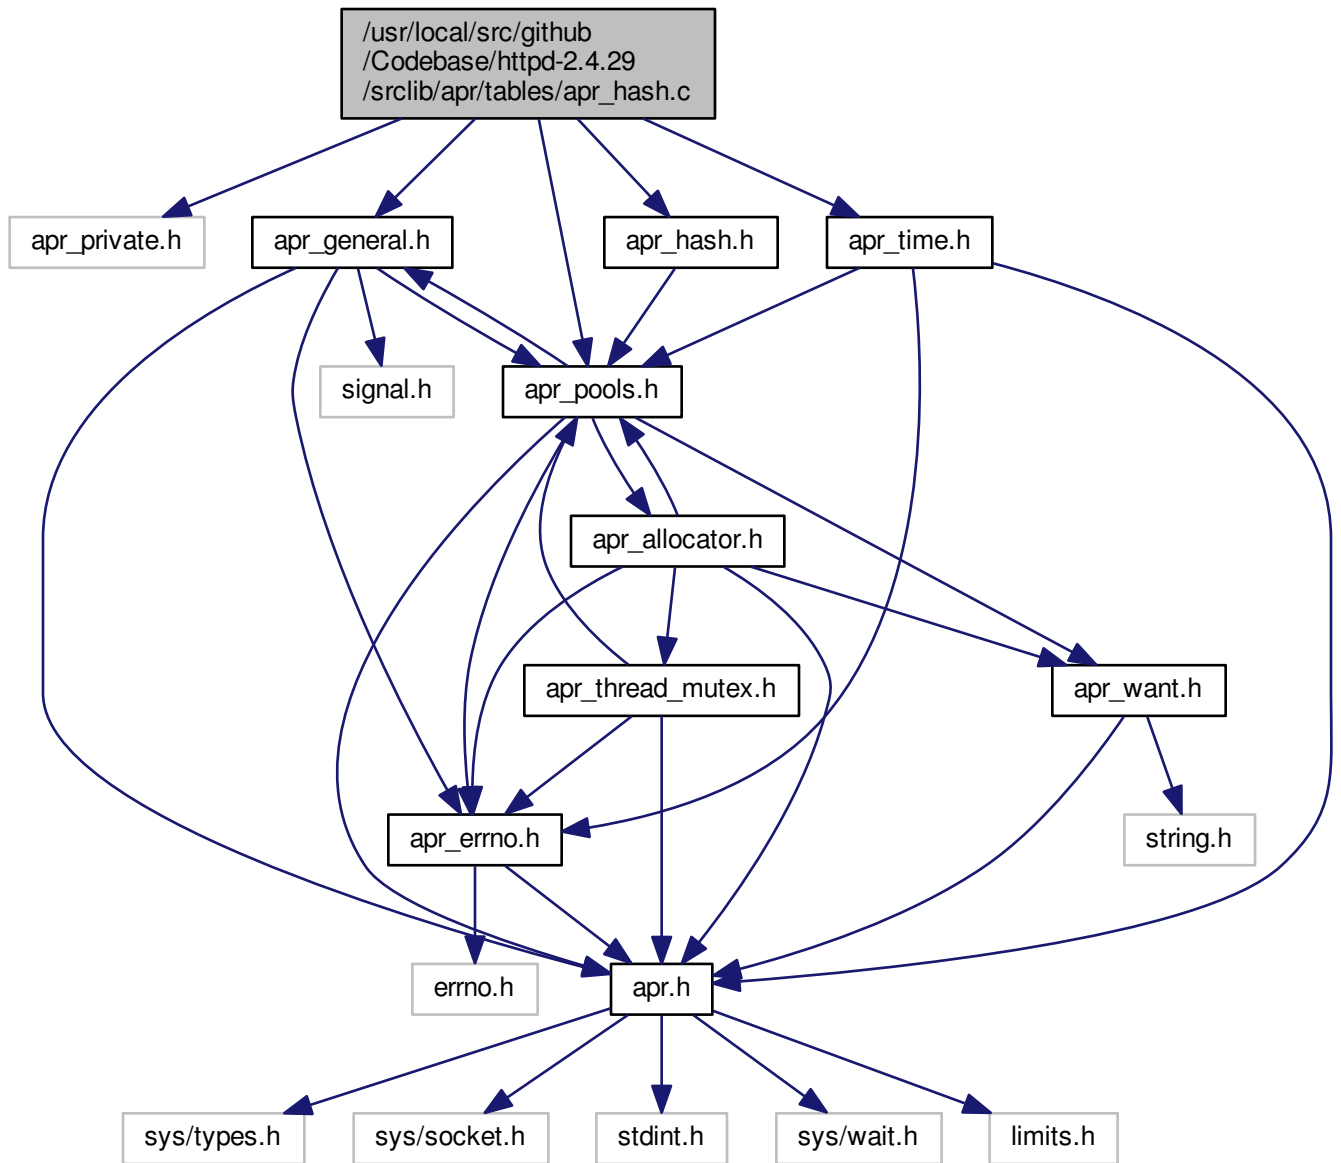 /usr/local/src/github
/Codebase/httpd-2.4.29
/srclib/apr/tables/apr_hash.c
apr_private.h
apr_general.h
apr_hash.h
apr_time.h
signal.h
apr_pools.h
apr_allocator.h
apr_thread_mutex.h
apr_want.h
apr_errno.h
string.h
errno.h
apr.h
sys/types.h
sys/socket.h
stdint.h
sys/wait.h
limits.h